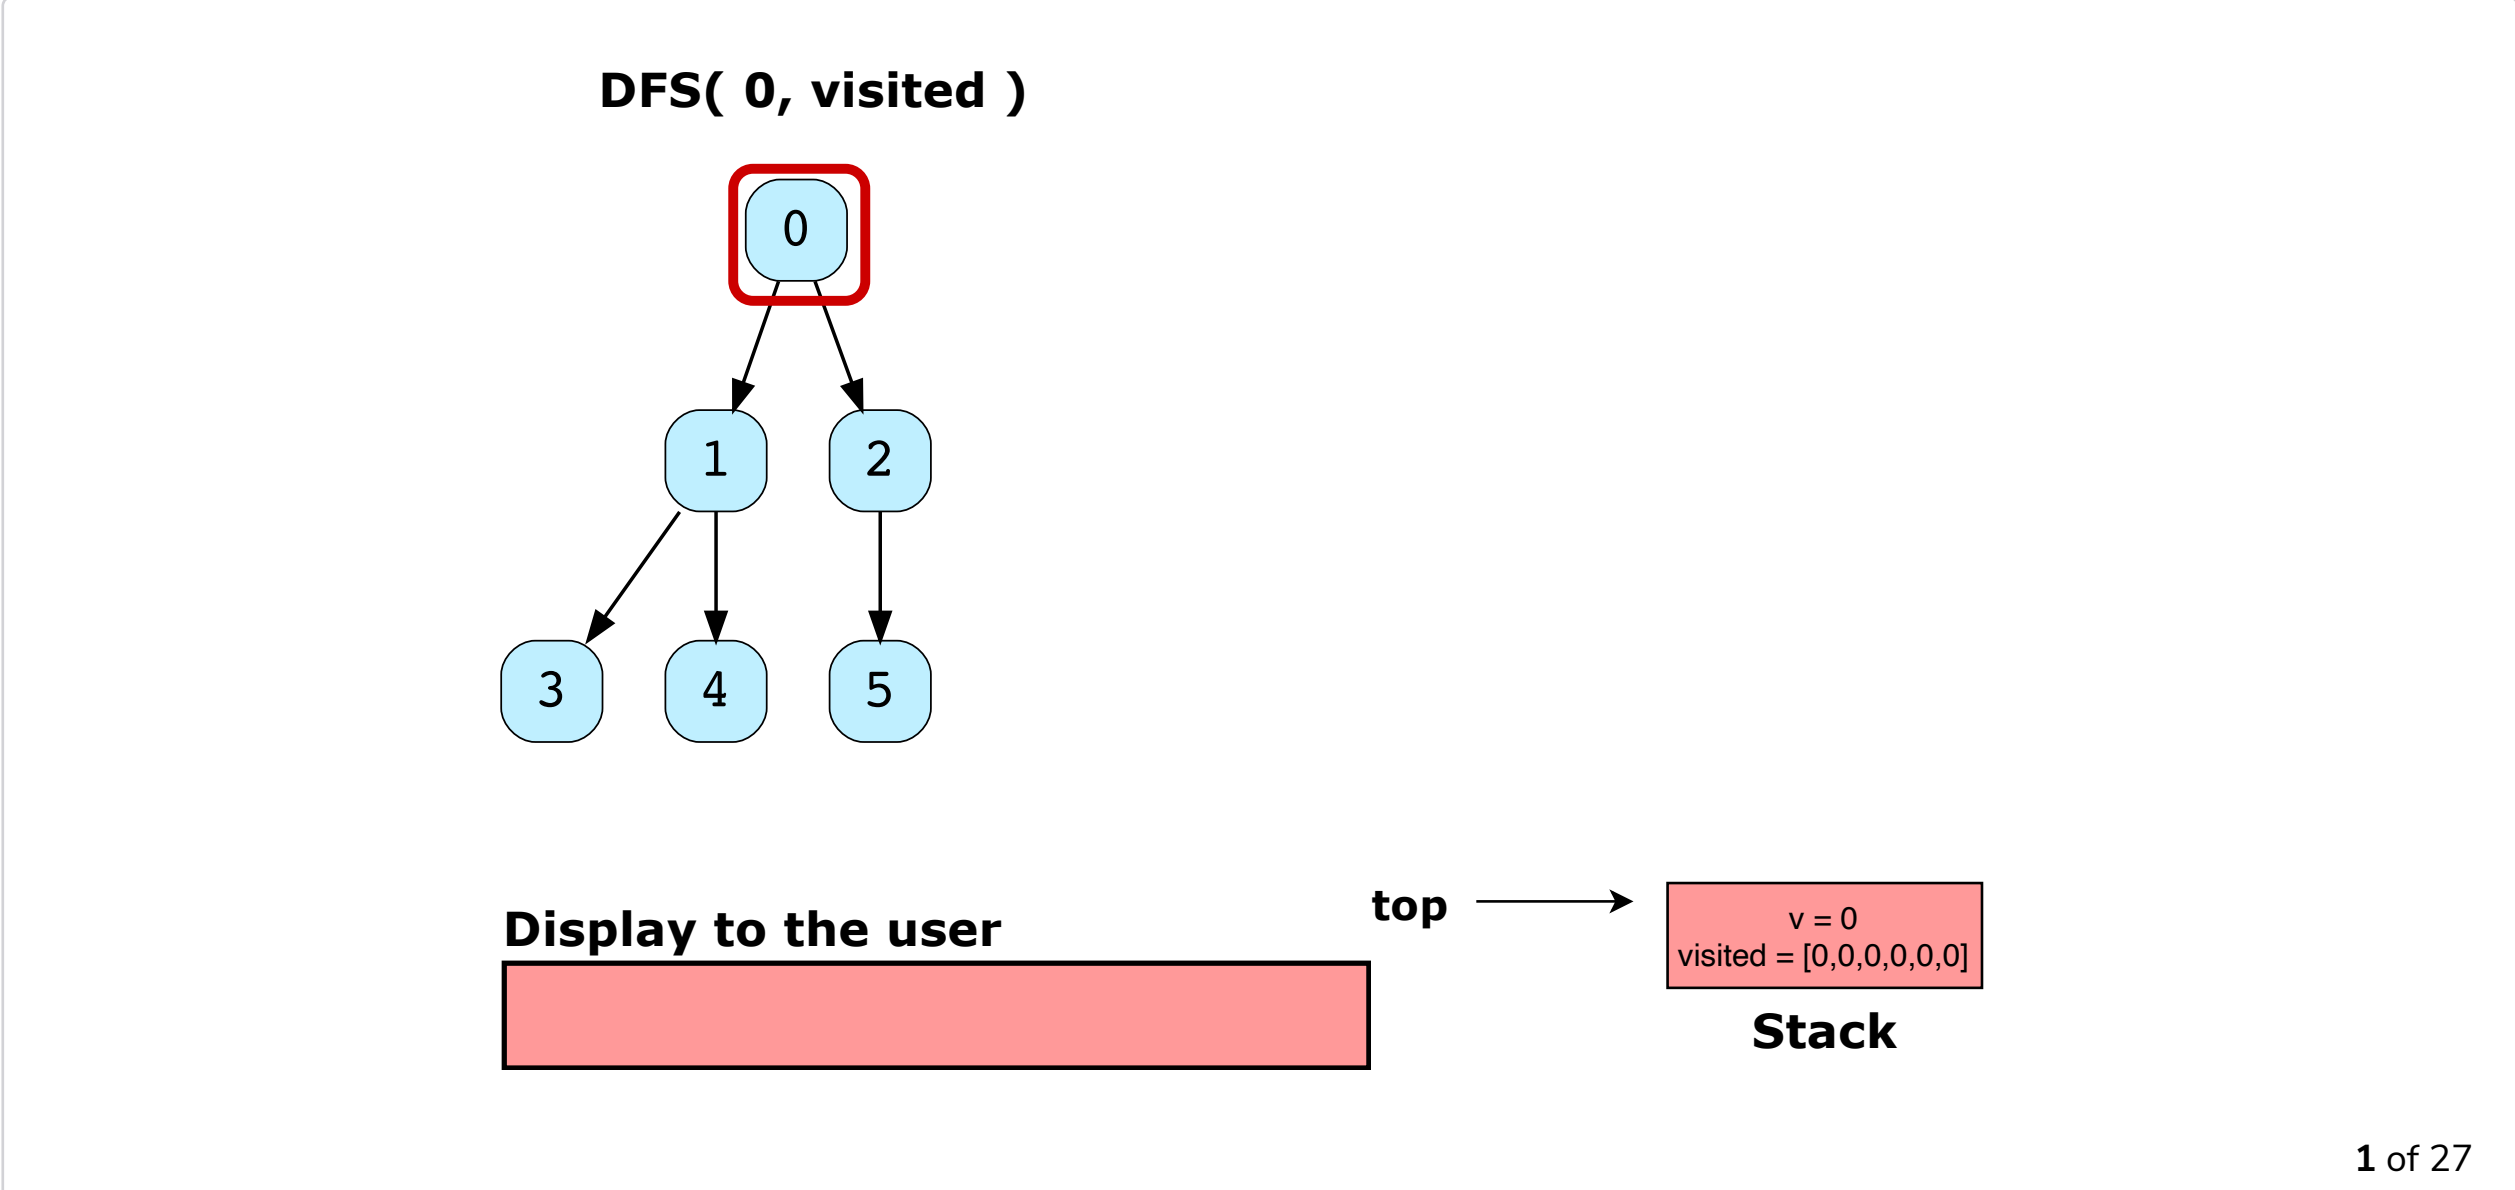 DFS( 0, visited )
0
1
2
3
4
5
Display to the user
top
v = 0
visited = [0,0,0,0,0,0]
Stack
1 of 27